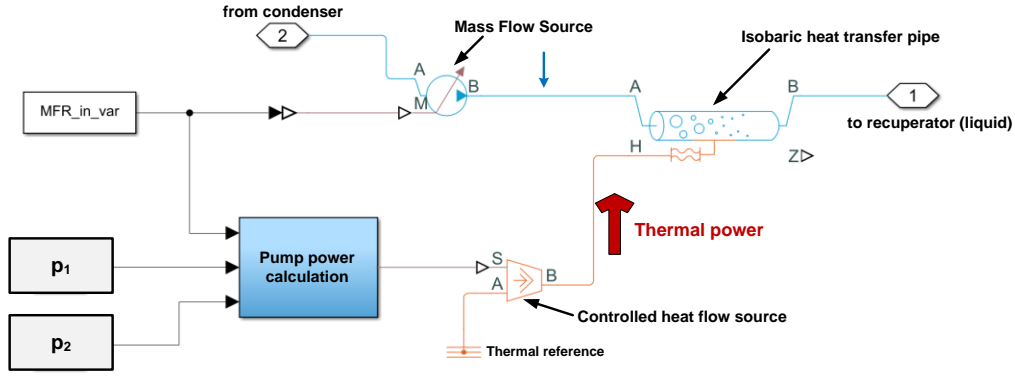 from condenser
2
Mass Flow Source
Isobaric heat transfer pipe
A
B
M
MFR_in_var
A
B
1
to recuperator (liquid)
H
Z
Thermal power
p1
p2
Pump power
calculation
S
A
B
Controlled heat flow source
Thermal reference